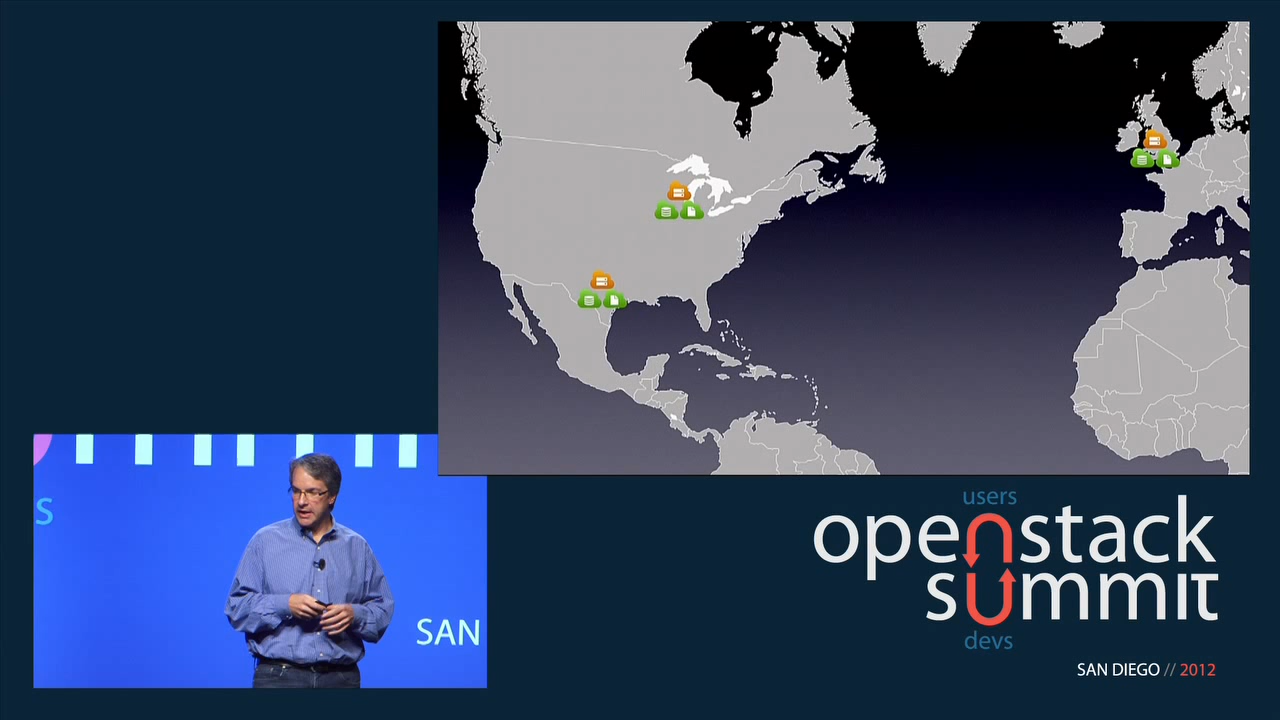 S
SAN
users
openstack
summit
devs
SAN DIEGO // 2012